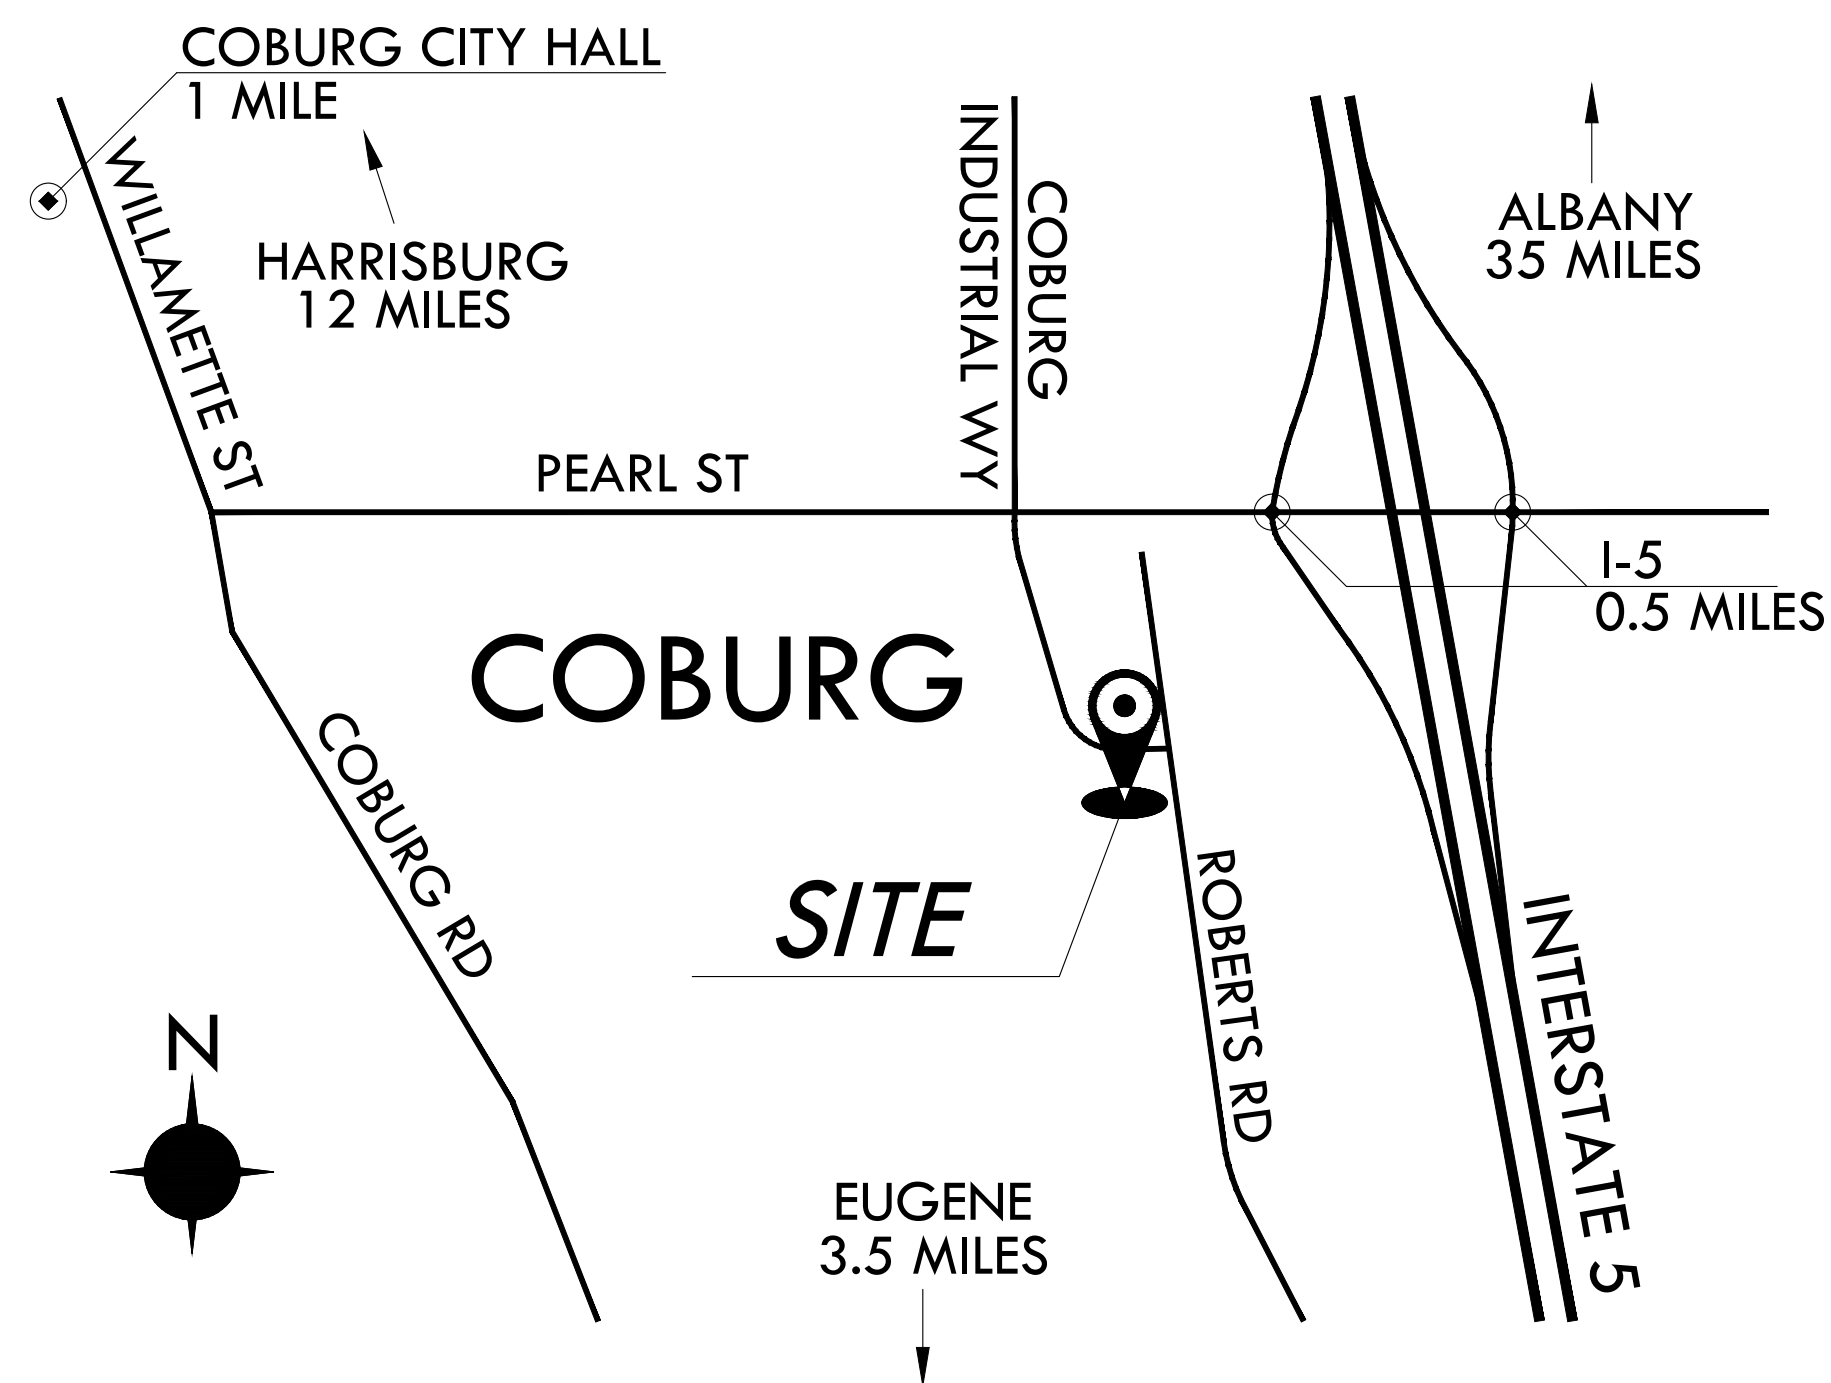 COBURG CITY HALL
1 MILE
WILLAMETTE ST
HARRISBURG
12 MILES
COBURG
INDUSTRIAL WY
ALBANY
35 MILES
PEARL ST
I-5
0.5 MILES
COBURG
COBURG RD
SITE
ROBERTS RD
INTERSTATE 5
N
EUGENE
3.5 MILES